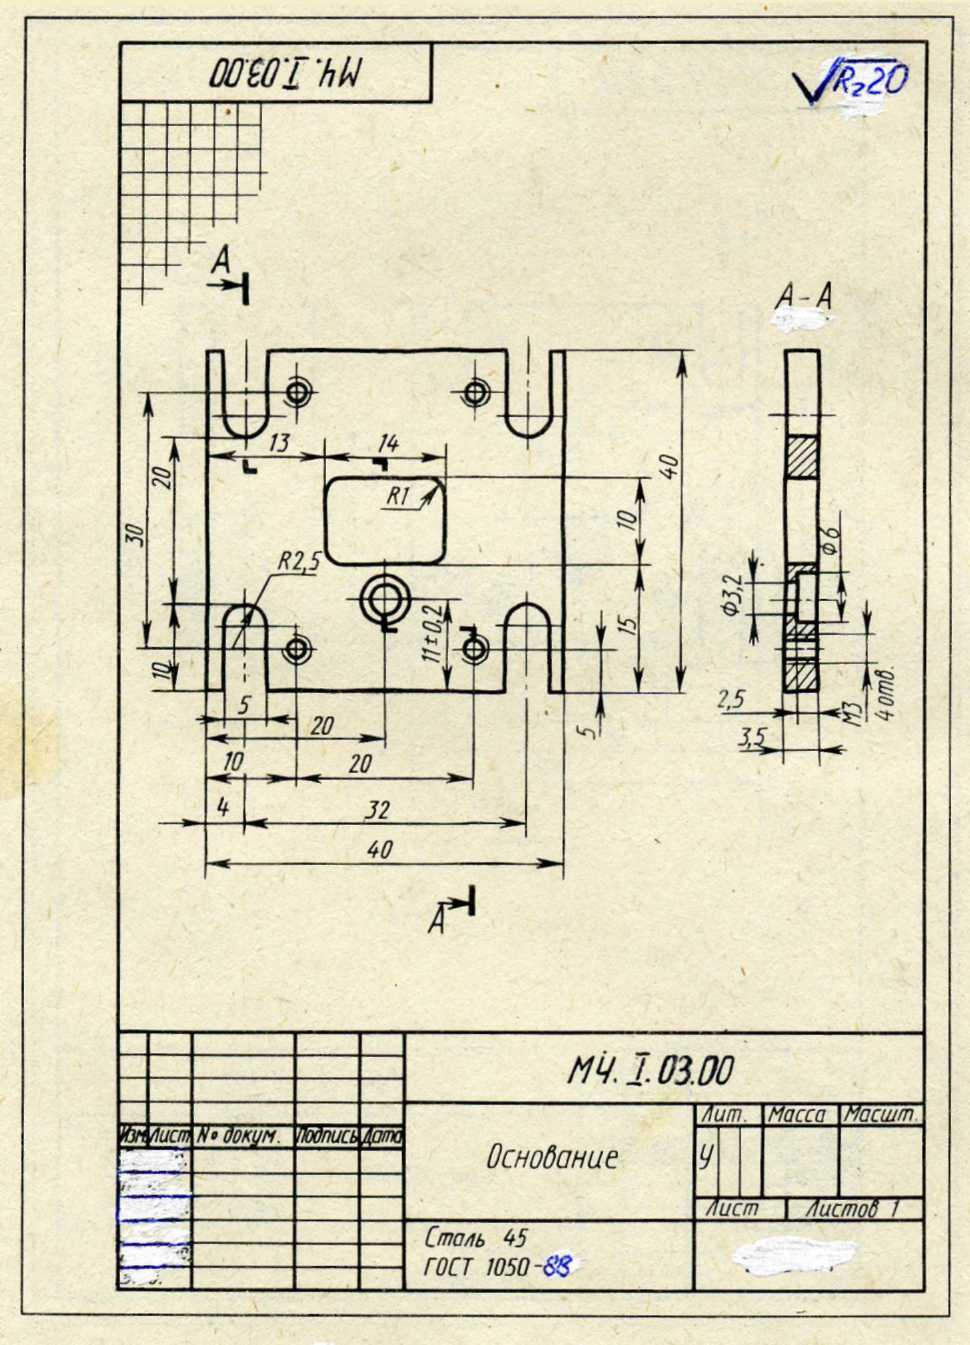 МЧ. I.03.00
√Rz20
А
А-А
13
14
20
30
40
R1
10
Ф6
R2,5
Ф3,2
11±0,2
15
10
5
5
2,5
М3
4 отв.
3,5
20
10
20
4
32
40
А
МЧ. I.03.00
Лит. Масса Масшт.
Изм Лист № докум. Подпись Дата
Основание
У
Лист Листов 1
Сталь 45
ГОСТ 1050-88